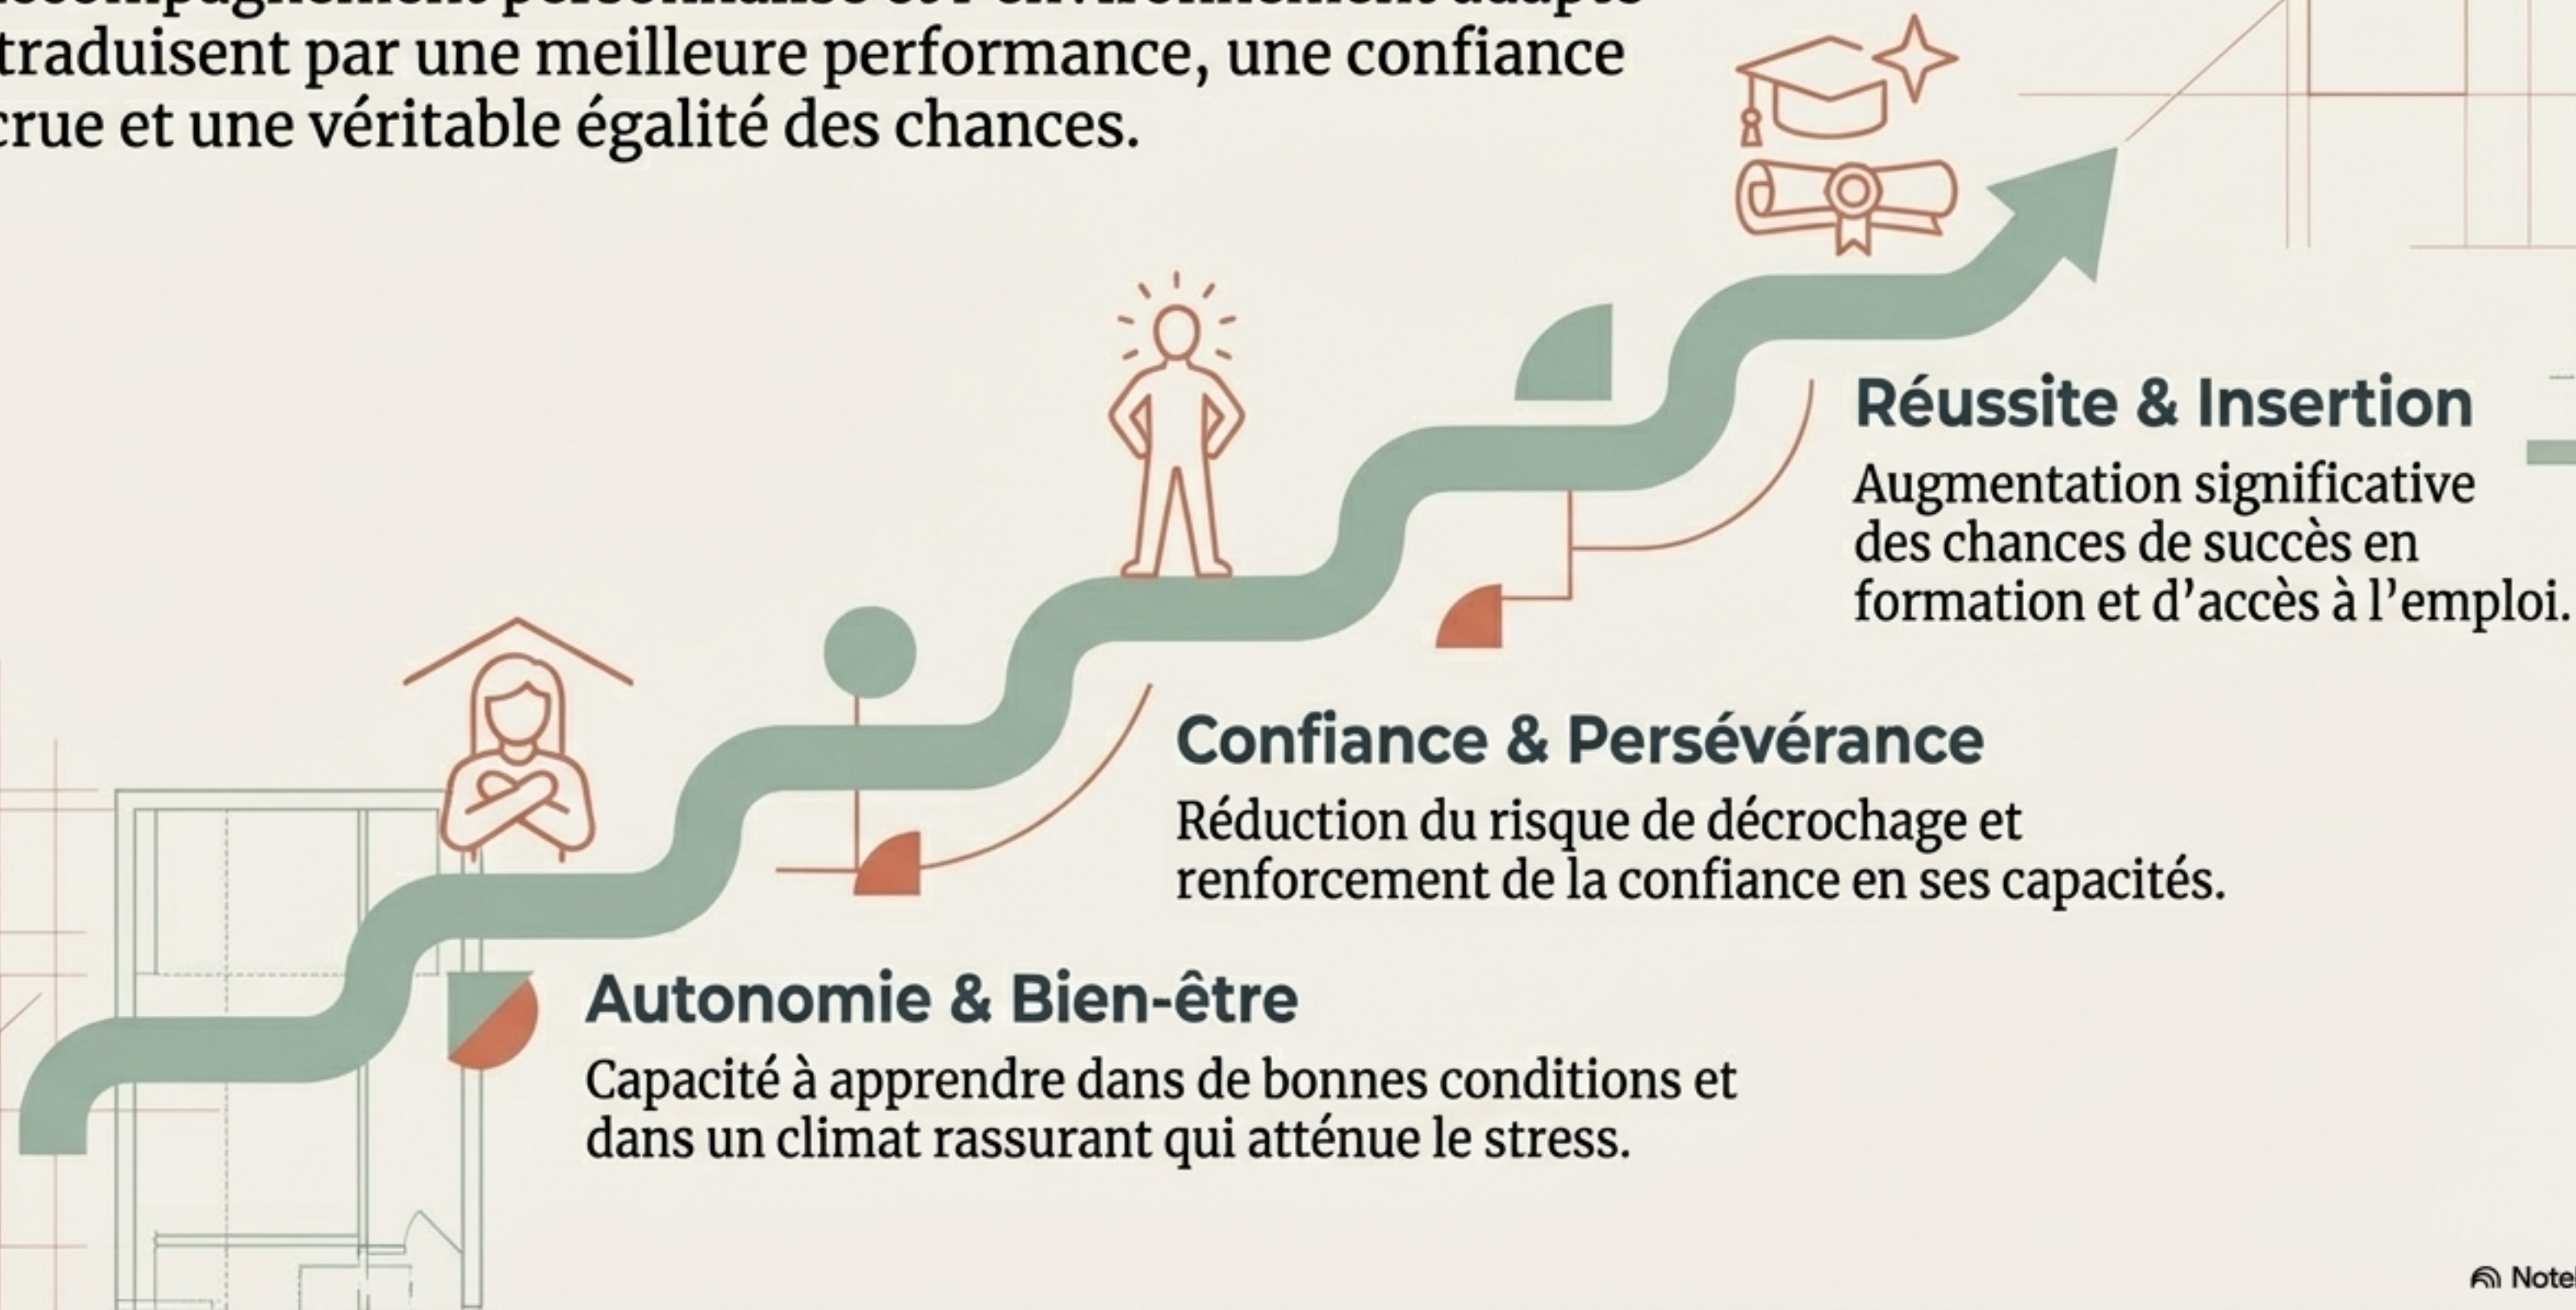 traduisent par une meilleure performance, une confiance
crue et une véritable égalité des chances.
Réussite & Insertion
Augmentation significative
des chances de succès en
formation et d’accès à l’emploi.
Confiance & Persévérance
Réduction du risque de décrochage et
renforcement de la confiance en ses capacités.
Autonomie & Bien-être
Capacité à apprendre dans de bonnes conditions et
dans un climat rassurant qui atténue le stress.